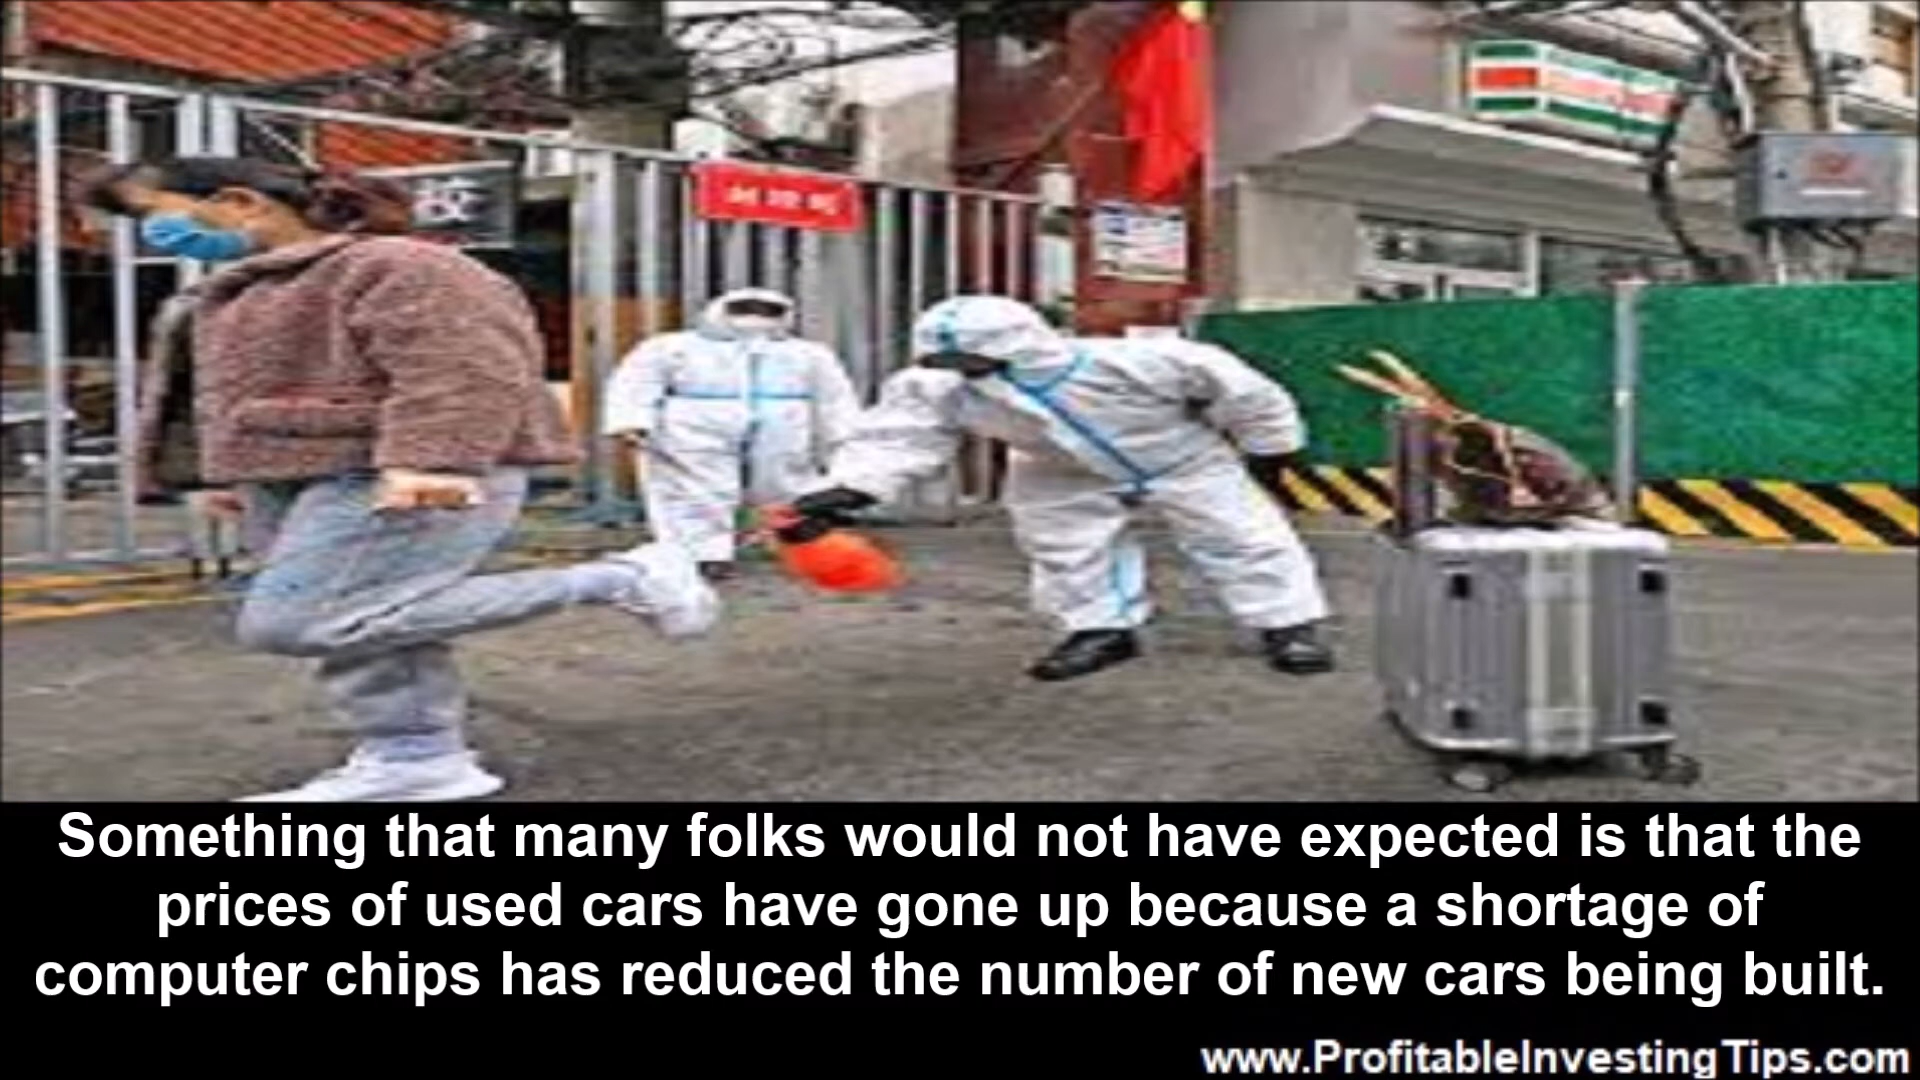 Something that many folks would not have expected is that the
prices of used cars have gone up because a shortage of
computer chips has reduced the number of new cars being built.
www.ProfitableInvestingTips.com